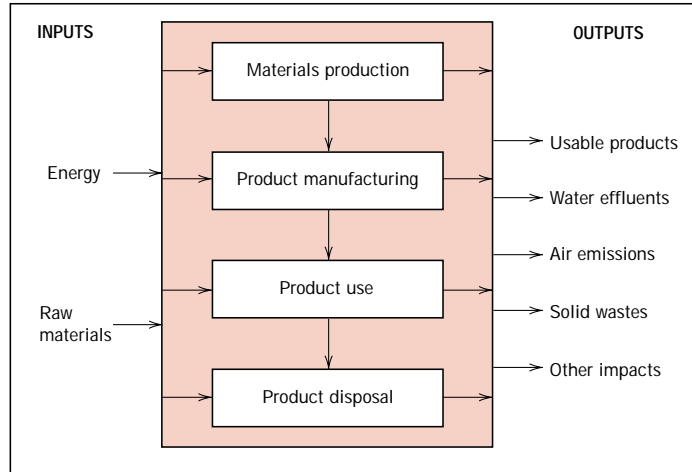 INPUTS
OUTPUTS
Materials production
Usable products
Energy
Product manufacturing
Water effluents
Air emissions
Product use
Raw
materials
Solid wastes
Other impacts
Product disposal